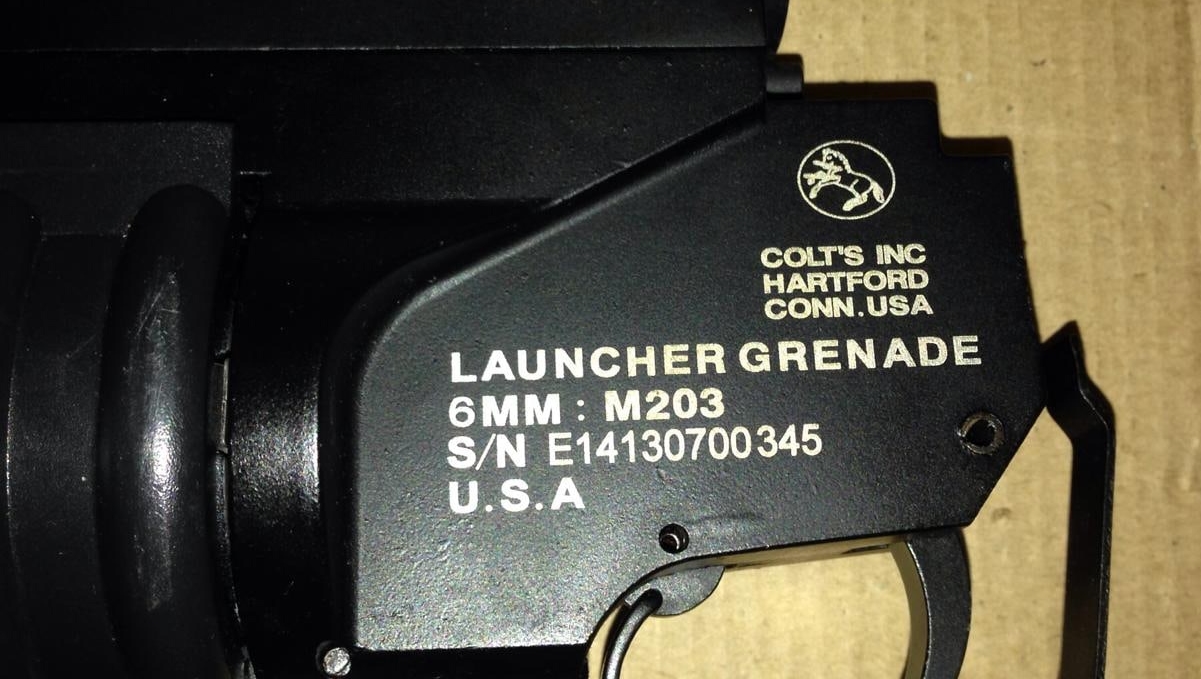 COLT'S INC
HARTFORD
CONN.USA
LAUNCHER GRENADE
6MM : M203
S/N E14130700345
U.S.A